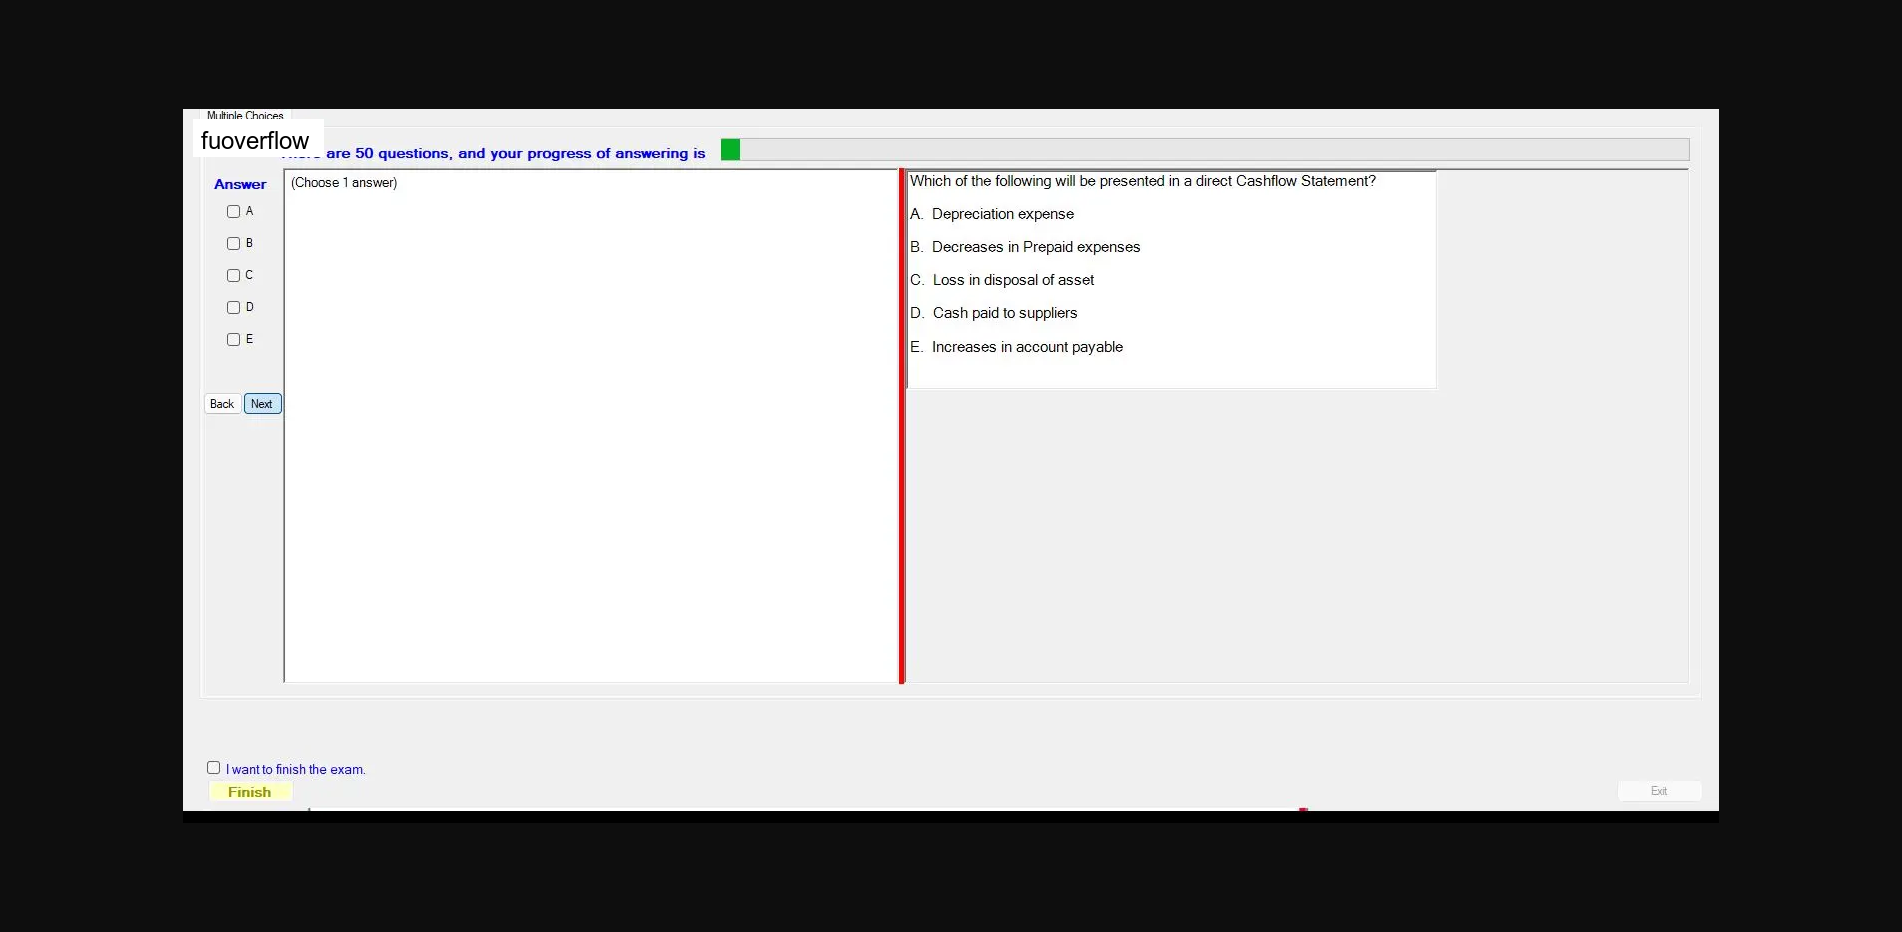 Multiple Choices
fuoverflow
are 50 questions, and your progress of answering is
Answer
(Choose 1 answer)
A
B
C
D
E
Back
Next
Which of the following will be presented in a direct Cashflow Statement?
A. Depreciation expense
B. Decreases in Prepaid expenses
C. Loss in disposal of asset
D. Cash paid to suppliers
E. Increases in account payable
I want to finish the exam.
Finish
Exit